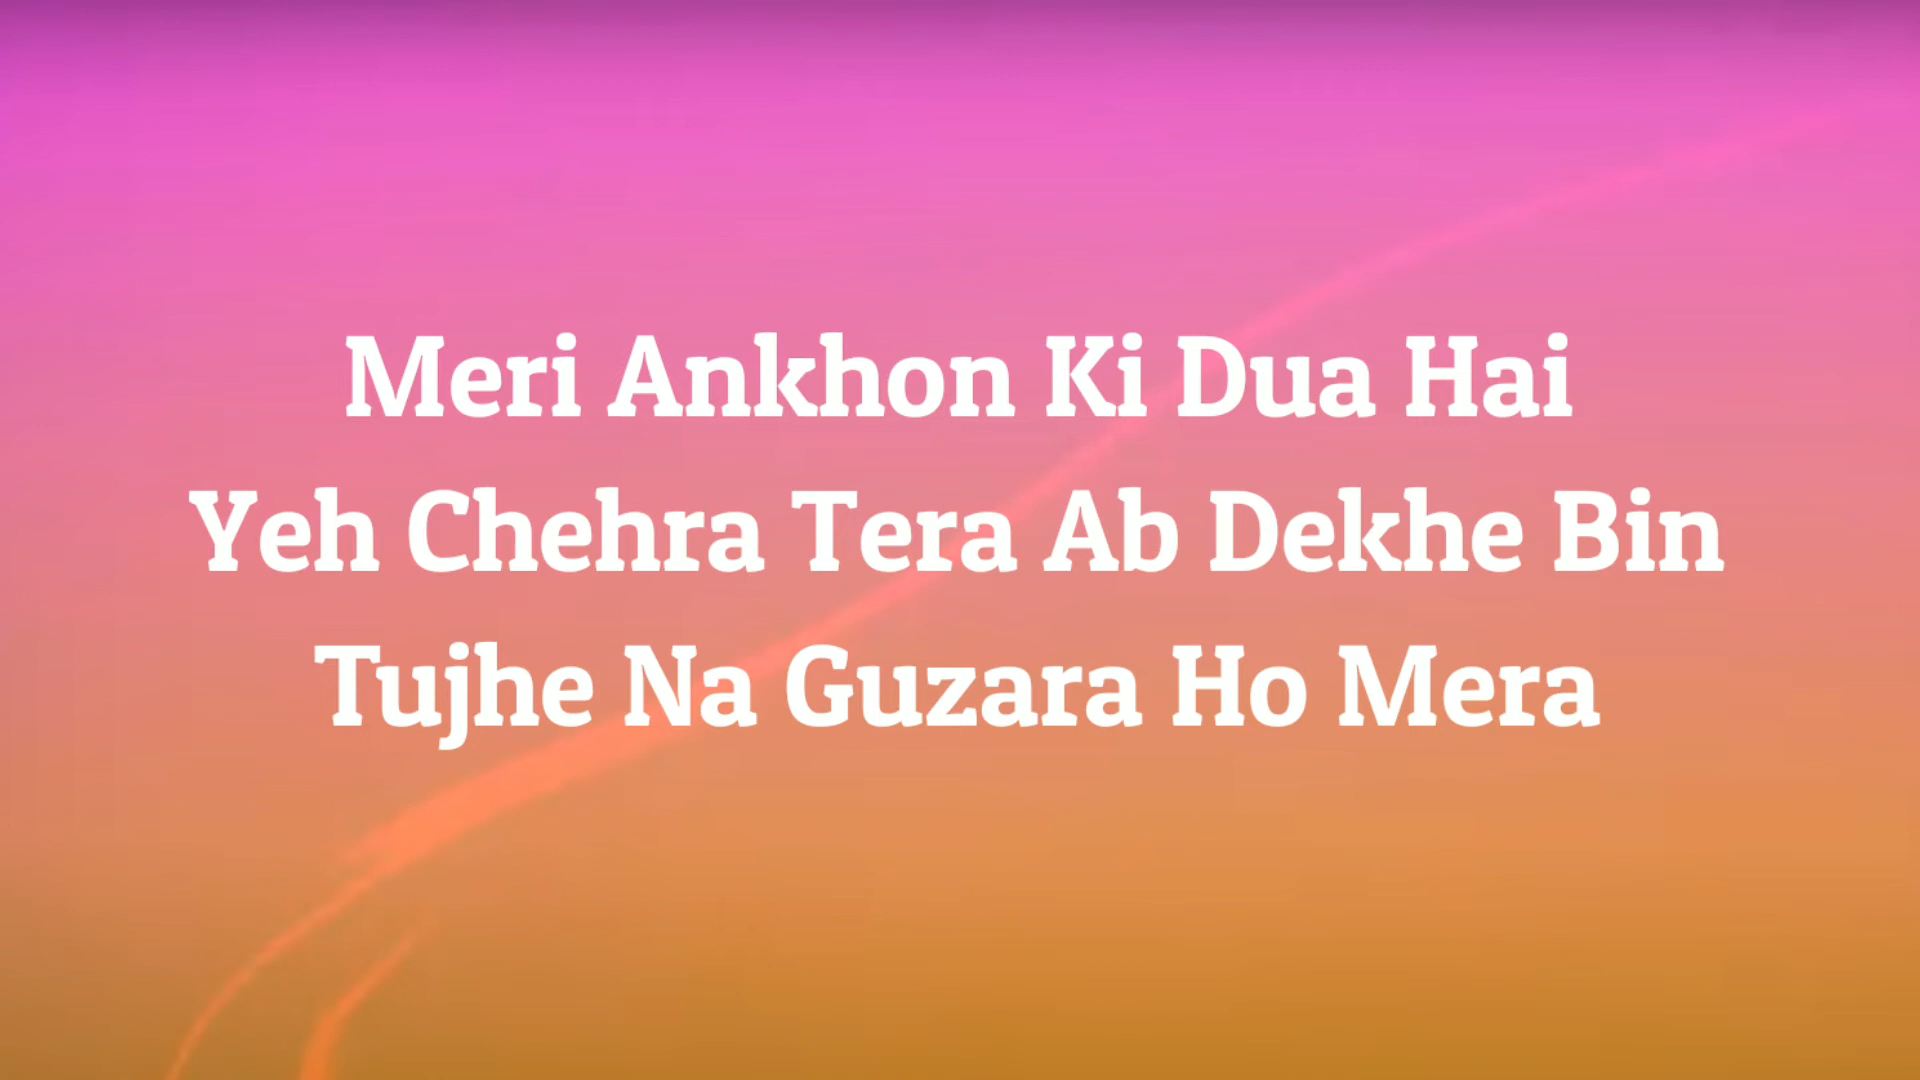 Meri Ankhon Ki Dua Hai
Yeh Chehra Tera Ab Dekhe Bin
Tujhe Na Guzara Ho Mera